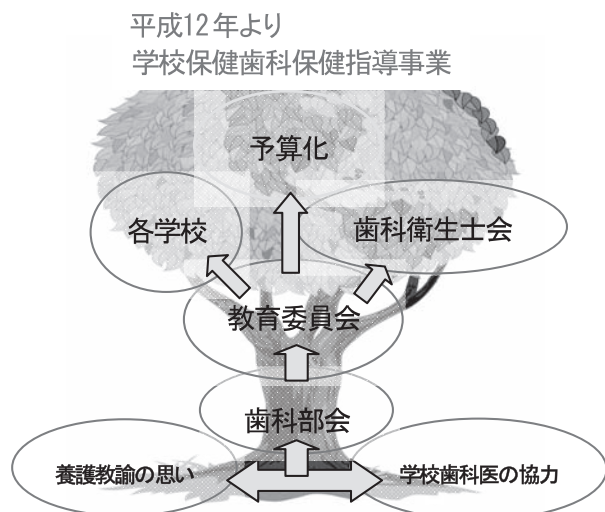 平成12年より
学校保健歯科保健指導事業
予算化
各学校
歯科衛生士会
教育委員会
歯科部会
養護教諭の思い
学校歯科医の協力